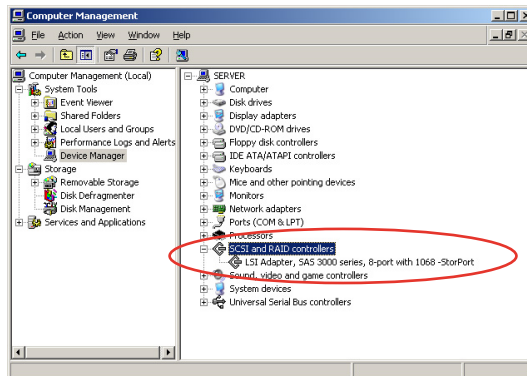 Computer Management
File Action View Window Help
Computer Management (Local)
System Tools
Event Viewer
Shared Folders
Local Users and Groups
Performance Logs and Alerts
Device Manager
Storage
Removable Storage
Disk Defragmenter
Disk Management
Services and Applications
SERVER
Computer
Disk drives
Display adapters
DVD/CD-ROM drives
Floppy disk controllers
IDE ATA/ATAPI controllers
Keyboards
Mice and other pointing devices
Monitors
Network adapters
Ports (COM & LPT)
Processors
SCSI and RAID controllers
LSI Adapter, SAS 3000 series, 8-port with 1068 -StorPort
Sound, video and game controllers
System devices
Universal Serial Bus controllers